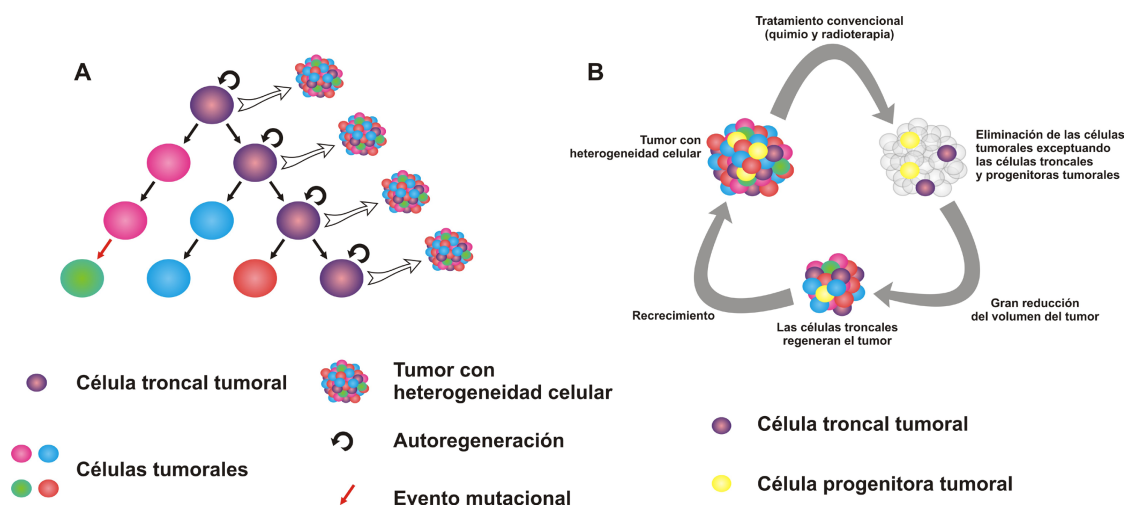 A
B
Tratamiento convencional
(quimio y radioterapia)
Tumor con
heterogeneidad celular
Eliminación de las células
tumorales exceptuando
las células troncales
y progenitoras tumorales
Recrecimiento
Las células troncales
regeneran el tumor
Gran reducción
del volumen del tumor
Célula troncal tumoral
Célas tumorales
Tumor con
heterogeneidad celular
Autoregeneración
Evento mutacional
Célula troncal tumoral
Célula progenitora tumoral